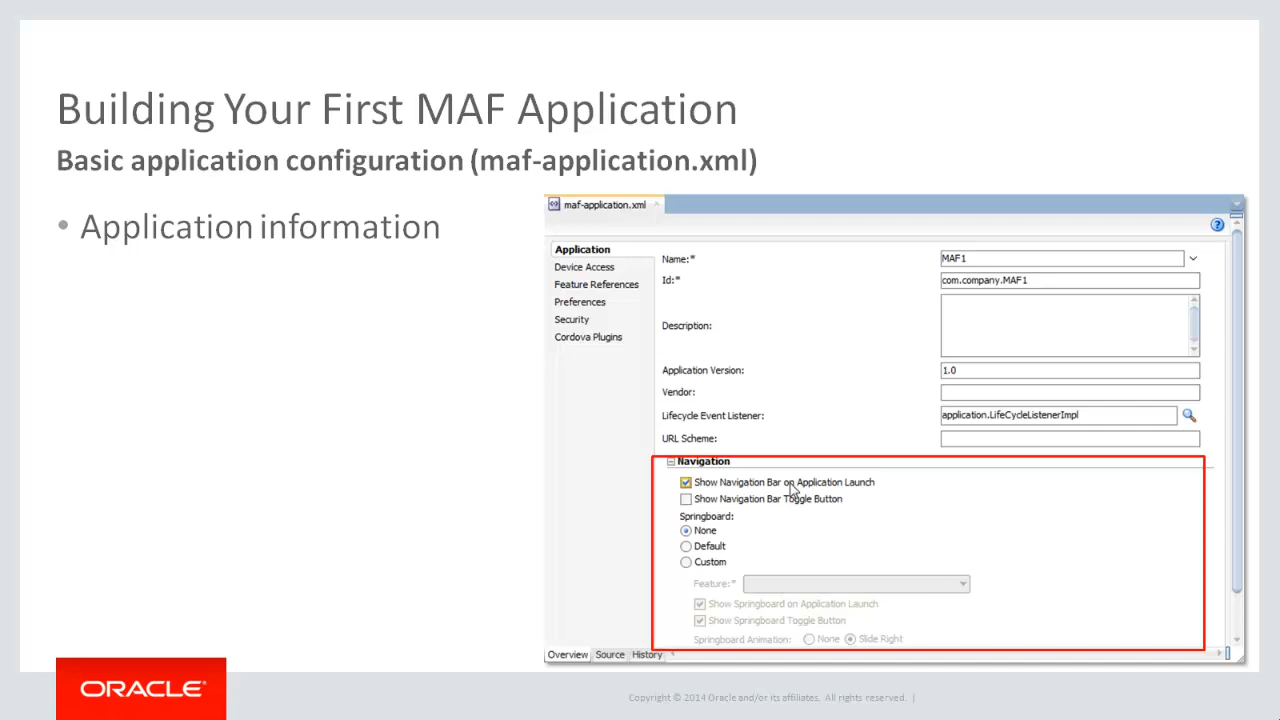 Building Your First MAF Application
Basic application configuration (maf-application.xml)
• Application information
maf-application.xml
Application
Device Access
Feature References
Preferences
Security
Cordova Plugins
Name:* MAF1
Id:* com.company.MAF1
Description:
Application Version: 1.0
Vendor:
Lifecycle Event Listener: application.LifeCycleListenerImpl
URL Scheme:
Navigation
Show Navigation Bar on Application Launch
Show Navigation Bar Toggle Button
Springboard:
None
Default
Custom
Feature:*
Show Springboard on Application Launch
Show Springboard Toggle Button
Springboard Animation: None Slide Right
Overview Source History
ORACLE®
Copyright © 2014 Oracle and/or its affiliates. All rights reserved. |